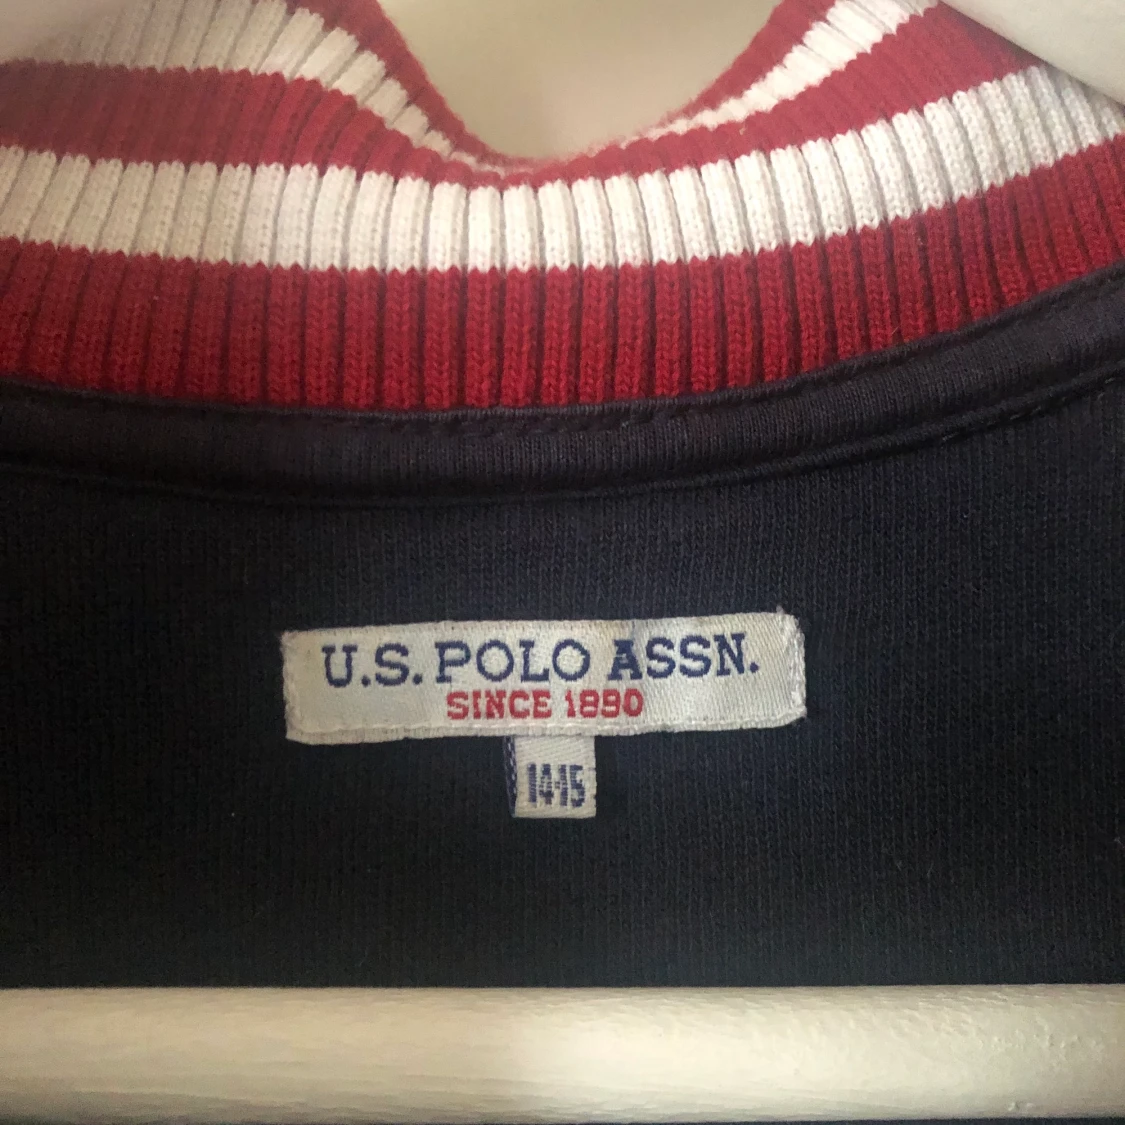 U.S. POLO ASSN.
SINCE 1890
14-15